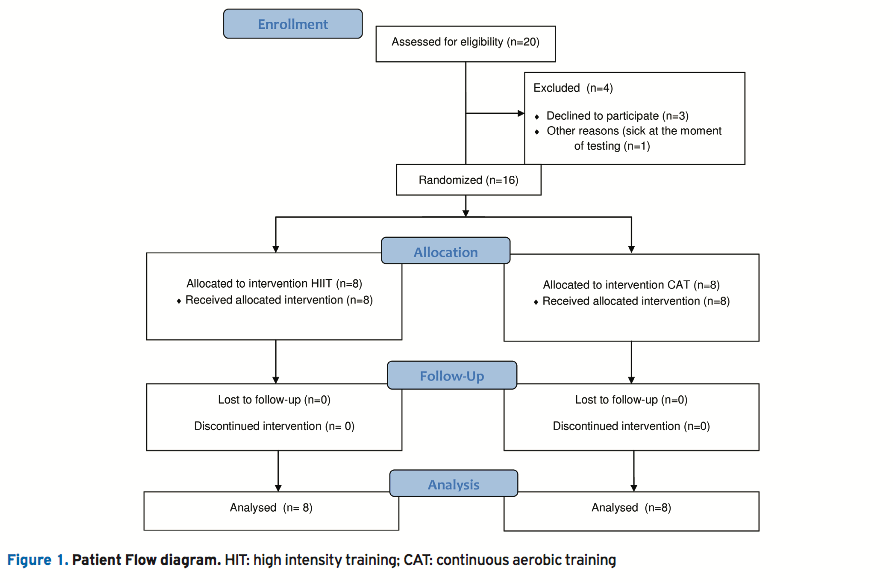 Enrollment
Assessed for eligibility (n=20)
Excluded (n=4)
⬧ Declined to participate (n=3)
⬧ Other reasons (sick at the moment
of testing (n=1)
Randomized (n=16)
Allocation
Allocated to intervention HIIT (n=8)
⬧ Received allocated intervention (n=8)
Allocated to intervention CAT (n=8)
⬧ Received allocated intervention (n=8)
Follow-Up
Lost to follow-up (n=0)
Discontinued intervention (n= 0)
Lost to follow-up (n=0)
Discontinued intervention (n=0)
Analysis
Analysed (n= 8)
Analysed (n=8)
Figure 1. Patient Flow diagram. HIT: high intensity training; CAT: continuous aerobic training